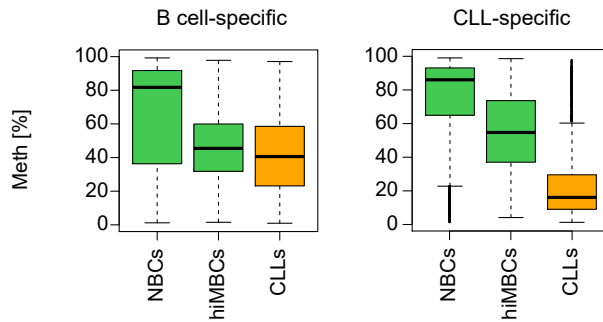 B cell-specific
CLL-specific
Meth [%]
100
80
60
40
20
0
NBCs
hiMBCs
CLLs
100
80
60
40
20
0
NBCs
hiMBCs
CLLs